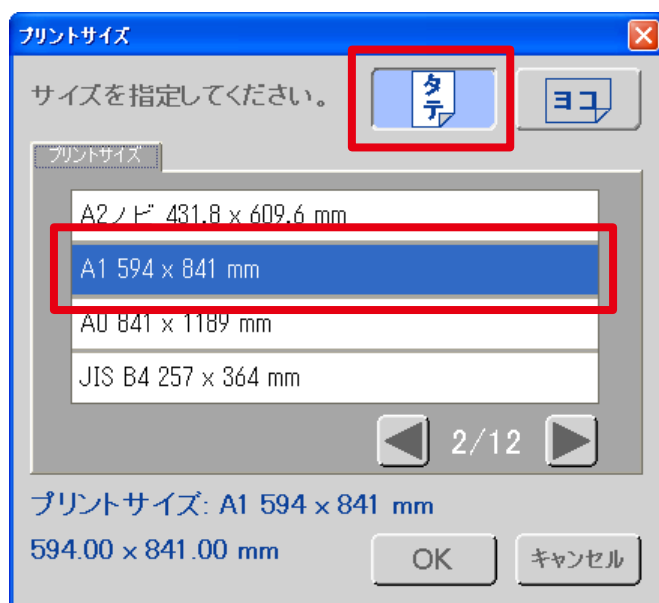 プリントサイズ
サイズを指定してください。
タテ
ヨコ
プリントサイズ
A2ノビ 431.8 x 609.6 mm
A1 594 x 841 mm
A0 841 x 1189 mm
JIS B4 257 x 364 mm
2/12
プリントサイズ: A1 594 x 841 mm
594.00 x 841.00 mm
OK
キャンセル